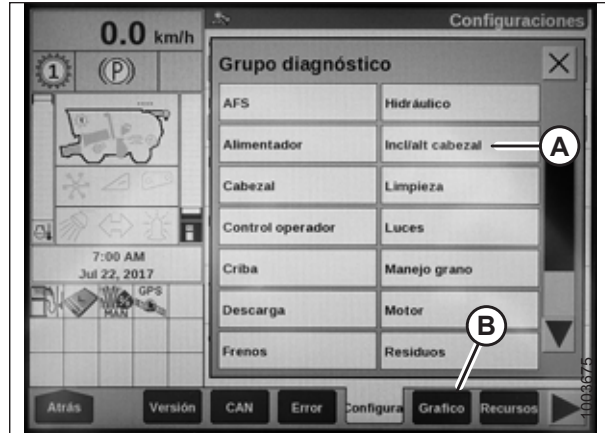 0.0 km/h
Configuraciones
1
(P)
Grupo diagnóstico
AFS
Hidráulico
Alimentador
Incl/alt cabezal
A
Cabezal
Limpieza
Control operador
Luces
7:00 AM
Jul 22, 2017
Criba
Manejo grano
GPS
MAN
Descarga
Motor
B
Frenos
Residuos
Atrás
Versión
CAN
Error
Configura
Grafico
Recursos
1003675